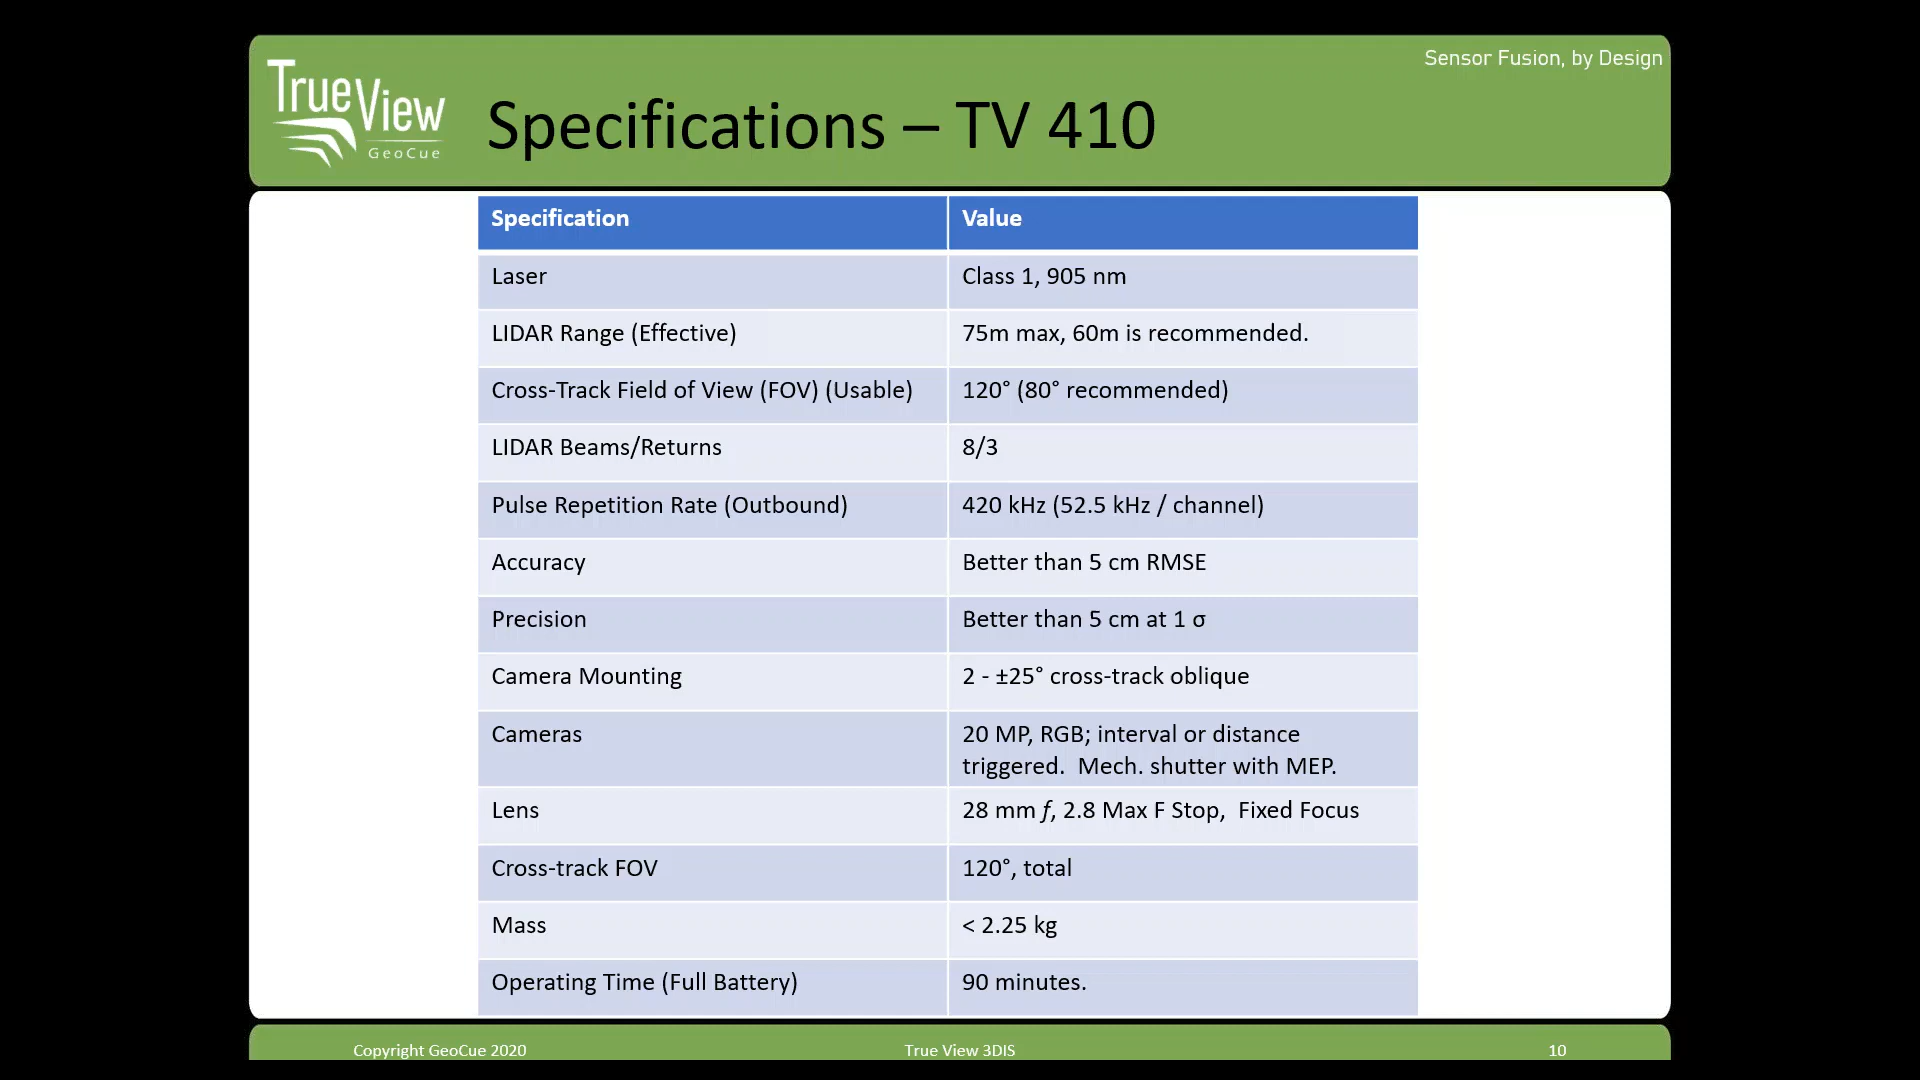 Sensor Fusion, by Design
TrueView
GeoCue
Specifications – TV 410
Specification Value
Laser Class 1, 905 nm
LIDAR Range (Effective) 75m max, 60m is recommended.
Cross-Track Field of View (FOV) (Usable) 120° (80° recommended)
LIDAR Beams/Returns 8/3
Pulse Repetition Rate (Outbound) 420 kHz (52.5 kHz / channel)
Accuracy Better than 5 cm RMSE
Precision Better than 5 cm at 1 σ
Camera Mounting 2 - ±25° cross-track oblique
Cameras 20 MP, RGB; interval or distance
triggered.  Mech. shutter with MEP.
Lens 28 mm f, 2.8 Max F Stop,  Fixed Focus
Cross-track FOV 120°, total
Mass < 2.25 kg
Operating Time (Full Battery) 90 minutes.
Copyright GeoCue 2020 True View 3DIS 10